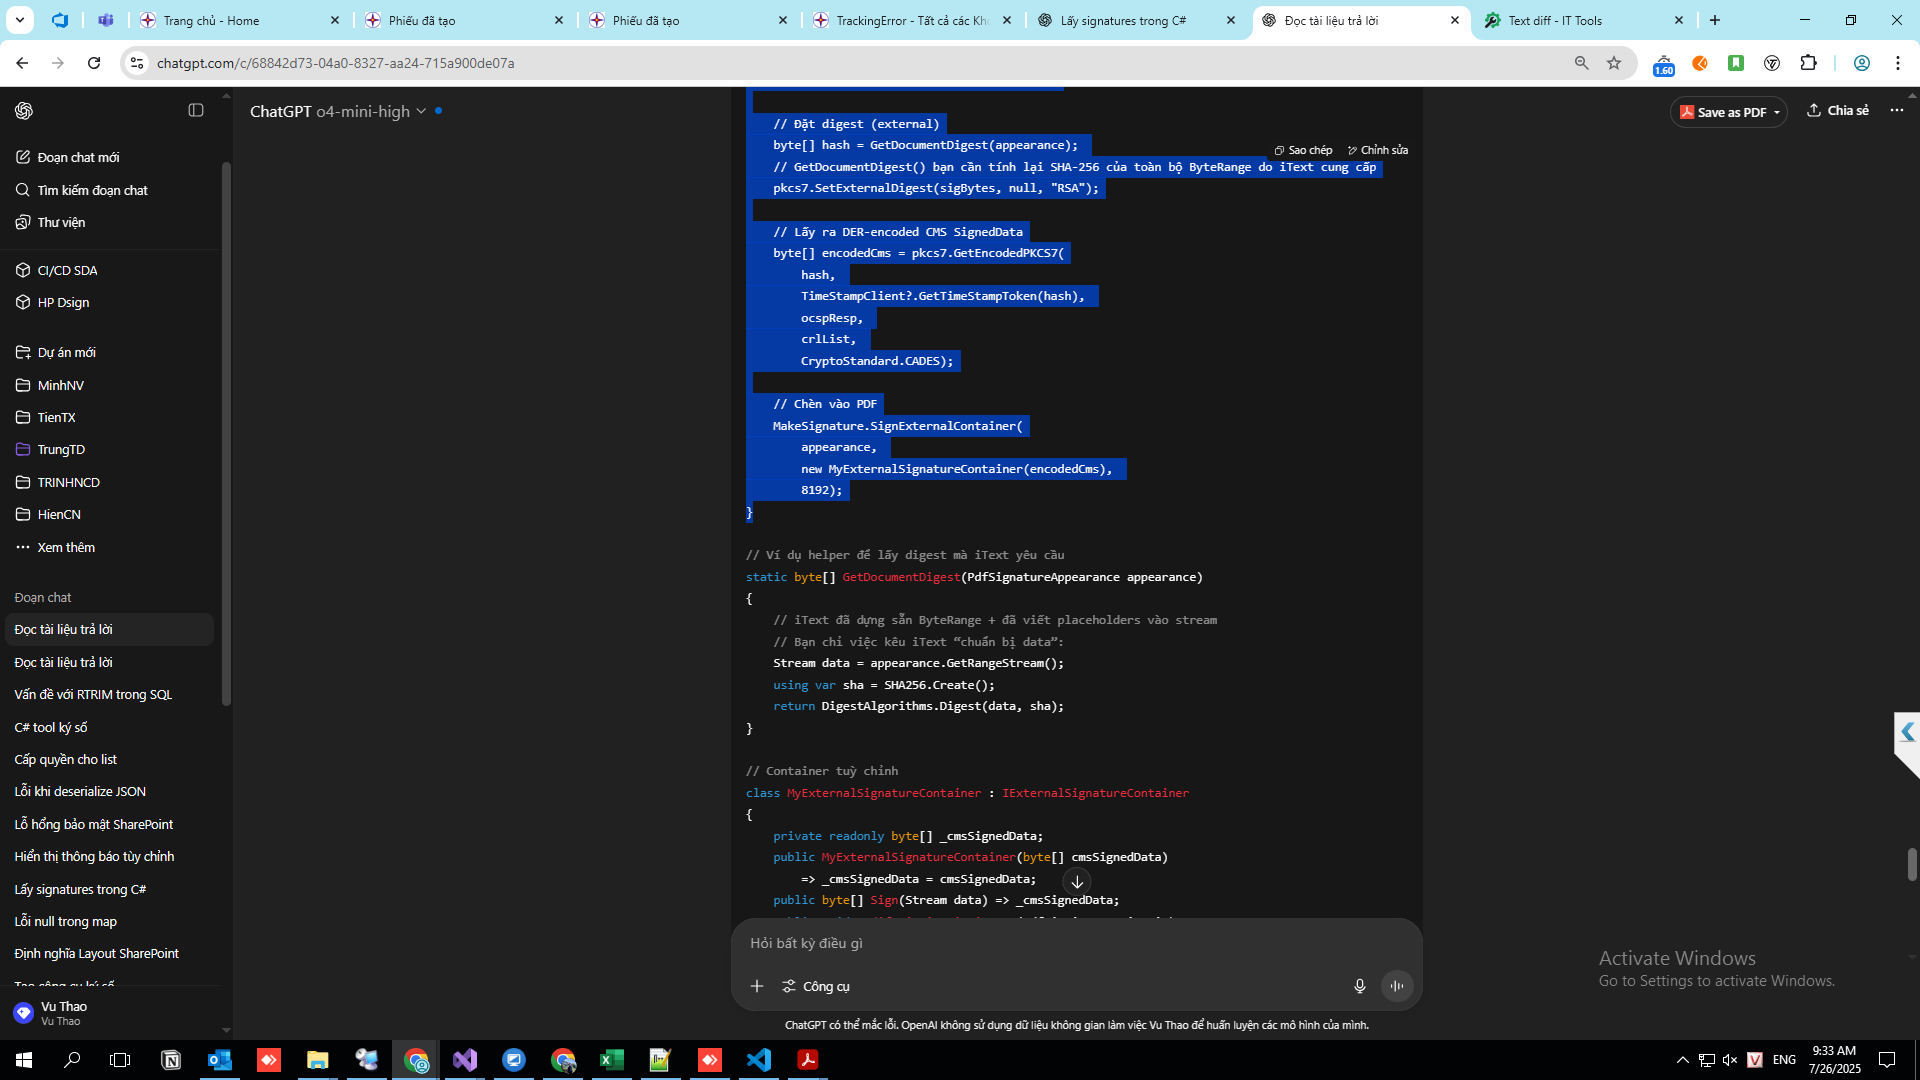 Trang chủ - Home
Phiếu đã tạo
Phiếu đã tạo
TrackingError - Tất cả các Kho
Lấy signatures trong C#
Đọc tài liệu trả lời
Text diff - IT Tools
chatgpt.com/c/68842d73-04a0-8327-aa24-715a900de07a
1.60
ChatGPT o4-mini-high
Save as PDF
Chia sẻ
Đoạn chat mới
Tìm kiếm đoạn chat
Thư viện
CI/CD SDA
HP Dsign
Dự án mới
MinhNV
TienTX
TrungTD
TRINHNCD
HienCN
Xem thêm
Đoạn chat
Đọc tài liệu trả lời
Đọc tài liệu trả lời
Vấn đề với RTRIM trong SQL
C# tool ký số
Cấp quyền cho list
Lỗi khi deserialize JSON
Lỗ hổng bảo mật SharePoint
Hiển thị thông báo tùy chỉnh
Lấy signatures trong C#
Lỗi null trong map
Định nghĩa Layout SharePoint
Tạo công cụ ký số
Vu Thao
Vu Thao
Sao chép
Chỉnh sửa
// Đặt digest (external)
byte[] hash = GetDocumentDigest(appearance);
// GetDocumentDigest() bạn cần tính lại SHA-256 của toàn bộ ByteRange do iText cung cấp
pkcs7.SetExternalDigest(sigBytes, null, "RSA");
// Lấy ra DER-encoded CMS SignedData
byte[] encodedCms = pkcs7.GetEncodedPKCS7(
hash,
TimeStampClient?.GetTimeStampToken(hash),
ocspResp,
crlList,
CryptoStandard.CADES);
// Chèn vào PDF
MakeSignature.SignExternalContainer(
appearance,
new MyExternalSignatureContainer(encodedCms),
8192);
}
// Ví dụ helper để lấy digest mà iText yêu cầu
static byte[] GetDocumentDigest(PdfSignatureAppearance appearance)
{
// iText đã dựng sẵn ByteRange + đã viết placeholders vào stream
// Bạn chỉ việc kêu iText “chuẩn bị data”:
Stream data = appearance.GetRangeStream();
using var sha = SHA256.Create();
return DigestAlgorithms.Digest(data, sha);
}
// Container tuỳ chỉnh
class MyExternalSignatureContainer : IExternalSignatureContainer
{
private readonly byte[] _cmsSignedData;
public MyExternalSignatureContainer(byte[] cmsSignedData)
=> _cmsSignedData = cmsSignedData;
public byte[] Sign(Stream data) => _cmsSignedData;
Hỏi bất kỳ điều gì
Công cụ
ChatGPT có thể mắc lỗi. OpenAI không sử dụng dữ liệu không gian làm việc Vu Thao để huấn luyện các mô hình của mình.
Activate Windows
Go to Settings to activate Windows.
ENG
9:33 AM
7/26/2025